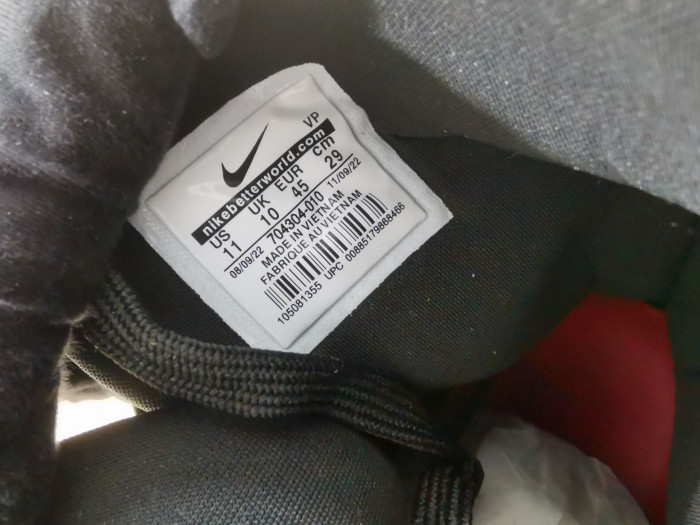 VP
nikebetterworld.com
US UK EUR cm
11 10 45 29
08/09/22 704304-010 11/09/22
MADE IN VIETNAM
FABRIQUE AU VIETNAM
105081355 UPC 00885179868466